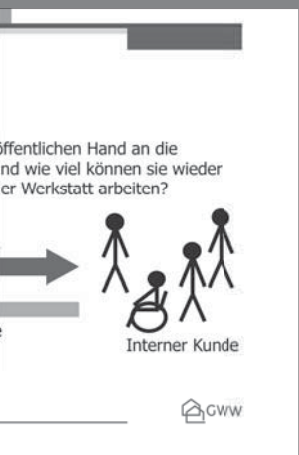 öffentlichen Hand an die
nd wie viel können sie wieder
er Werkstatt arbeiten?
e
Interner Kunde
GWW